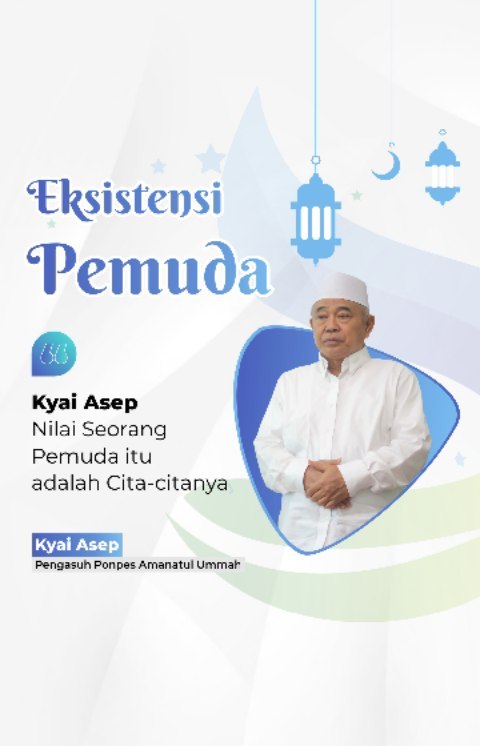 Eksistensi
Pemuda
Kyai Asep
Nilai Seorang
Pemuda itu
adalah Cita-citanya
Kyai Asep
Pengasuh Ponpes Amanatul Ummah